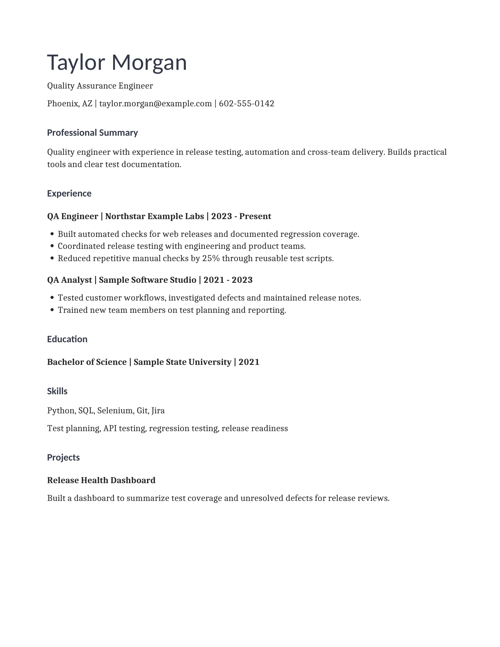 Taylor Morgan
Quality Assurance Engineer
Phoenix, AZ | taylor.morgan@example.com | 602-555-0142
Professional Summary
Quality engineer with experience in release testing, automation and cross-team delivery. Builds practical
tools and clear test documentation.
Experience
QA Engineer | Northstar Example Labs | 2023 - Present
• Built automated checks for web releases and documented regression coverage.
• Coordinated release testing with engineering and product teams.
• Reduced repetitive manual checks by 25% through reusable test scripts.
QA Analyst | Sample Software Studio | 2021 - 2023
• Tested customer workflows, investigated defects and maintained release notes.
• Trained new team members on test planning and reporting.
Education
Bachelor of Science | Sample State University | 2021
Skills
Python, SQL, Selenium, Git, Jira
Test planning, API testing, regression testing, release readiness
Projects
Release Health Dashboard
Built a dashboard to summarize test coverage and unresolved defects for release reviews.